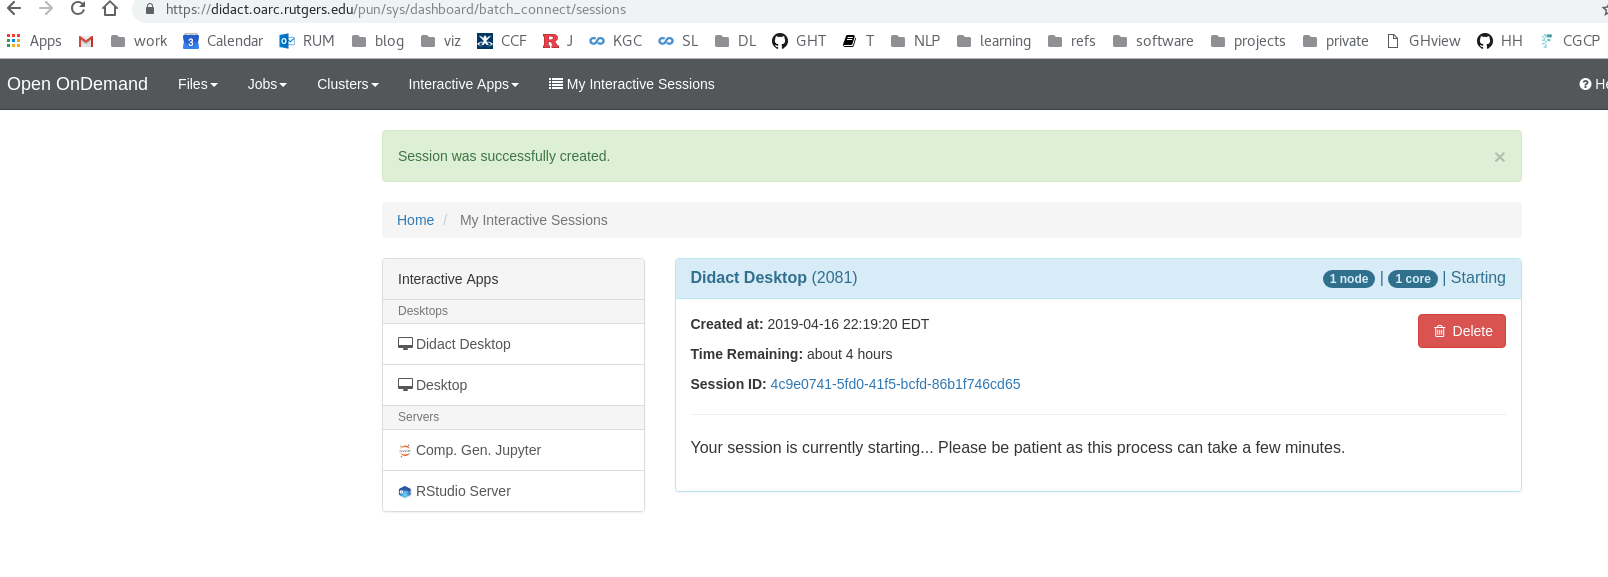 https://didact.oarc.rutgers.edu/pun/sys/dashboard/batch_connect/sessions
Apps work Calendar RUM blog viz CCF J KGC SL DL GHT T NLP learning refs software projects private GHview HH CGCP
Open OnDemand Files Jobs Clusters Interactive Apps My Interactive Sessions He
Session was successfully created. ×
Home / My Interactive Sessions
Interactive Apps
Desktops
Didact Desktop
Desktop
Servers
Comp. Gen. Jupyter
RStudio Server
Didact Desktop (2081) 1 node | 1 core | Starting
Created at: 2019-04-16 22:19:20 EDT
Delete
Time Remaining: about 4 hours
Session ID: 4c9e0741-5fd0-41f5-bcfd-86b1f746cd65
Your session is currently starting... Please be patient as this process can take a few minutes.